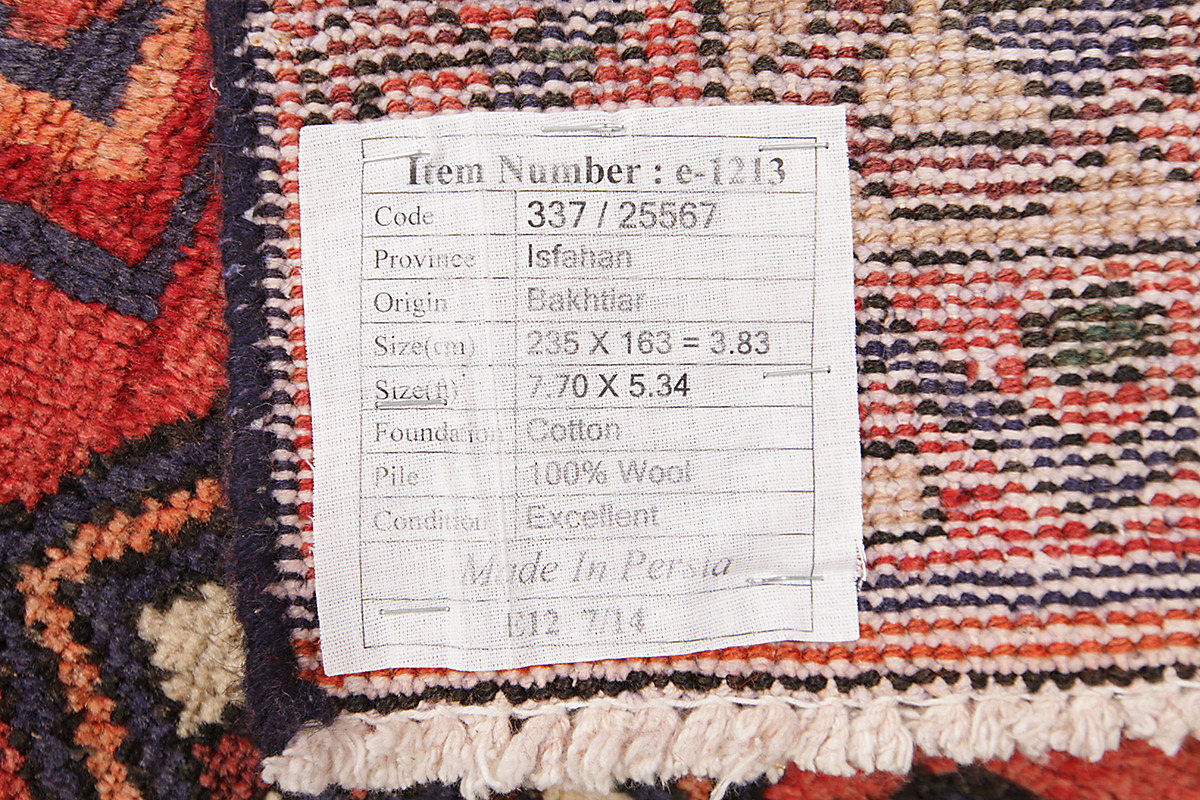 Item Number : e-1213
Code 337 / 25567
Province Isfahan
Origin Bakhtiar
Size(cm) 235 X 163 = 3.83
Size(ft) 7.70 X 5.34
Foundation Cotton
Pile 100% Wool
Condition Excellent
Made In Persia
E12 7/14